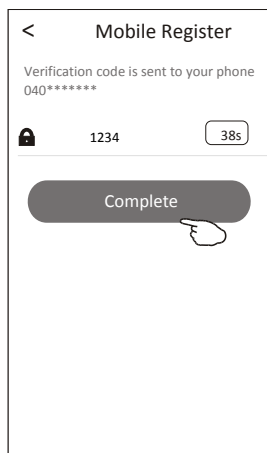 < Mobile Register
Verification code is sent to your phone
040*******
1234 38s
Complete